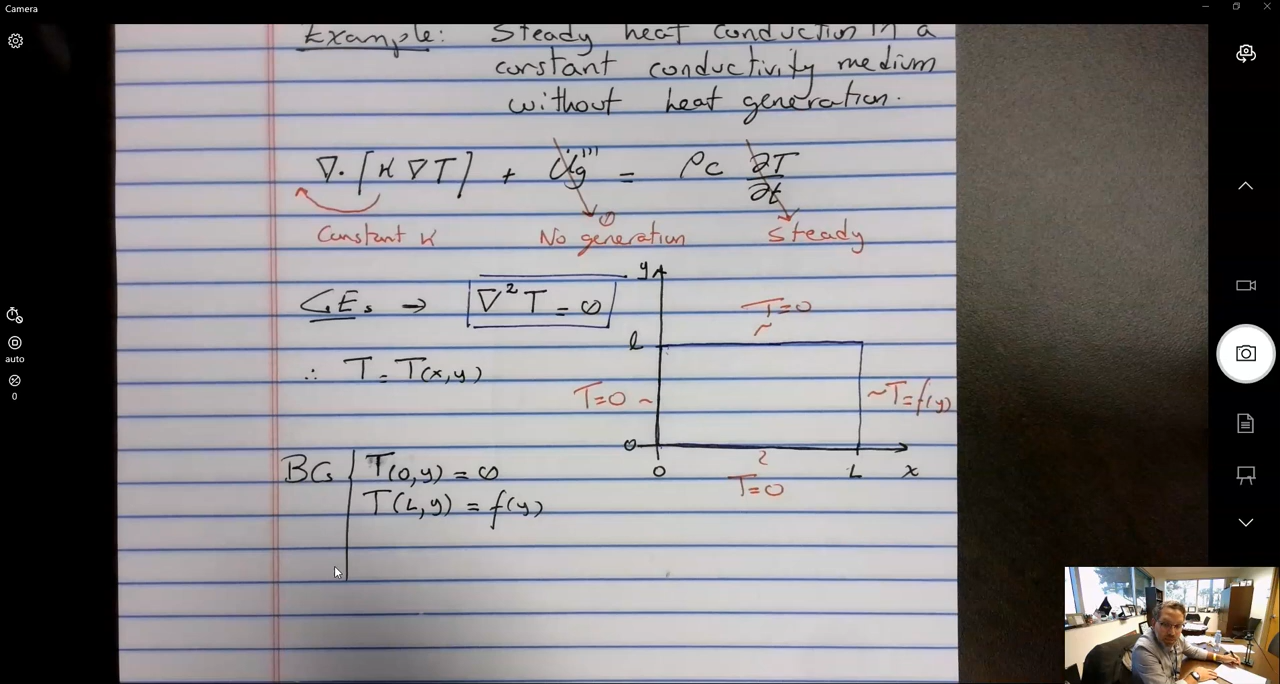 Camera
Example: Steady heat conduction in a
constant conductivity medium
without heat generation.
∇·[k ∇T] + u̇g''' = ρc ∂T/∂t
0
Constant k No generation Steady
GEs → ∇²T = 0
∴ T = T(x,y)
y
l
0
0 L x
T=0
T=0 ~
~T=f(y)
T=0
BCs T(0,y) = 0
T(L,y) = f(y)
auto
0